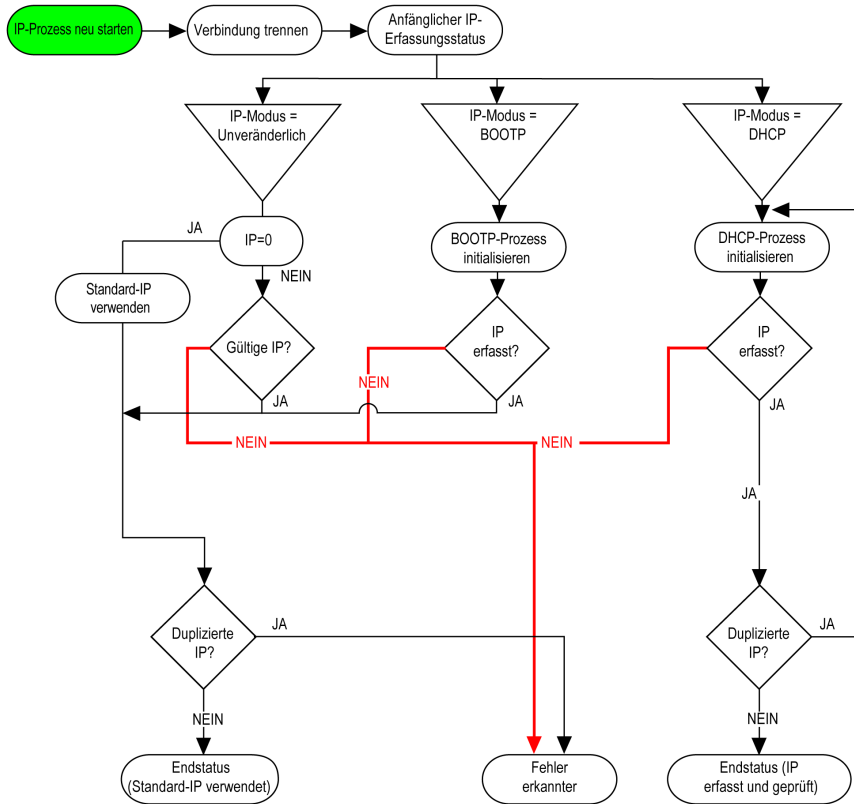 IP-Prozess neu starten
Verbindung trennen
Anfänglicher IP-
Erfassungsstatus
IP-Modus =
Unveränderlich
IP-Modus =
BOOTP
IP-Modus =
DHCP
JA
IP=0
BOOTP-Prozess
initialisieren
DHCP-Prozess
initialisieren
NEIN
Standard-IP
verwenden
Gültige IP?
IP
erfasst?
IP
erfasst?
NEIN
JA
JA
JA
NEIN
NEIN
JA
Duplizierte
IP?
JA
Duplizierte
IP?
JA
NEIN
NEIN
Endstatus
(Standard-IP verwendet)
Fehler
erkannter
Endstatus (IP
erfasst und geprüft)